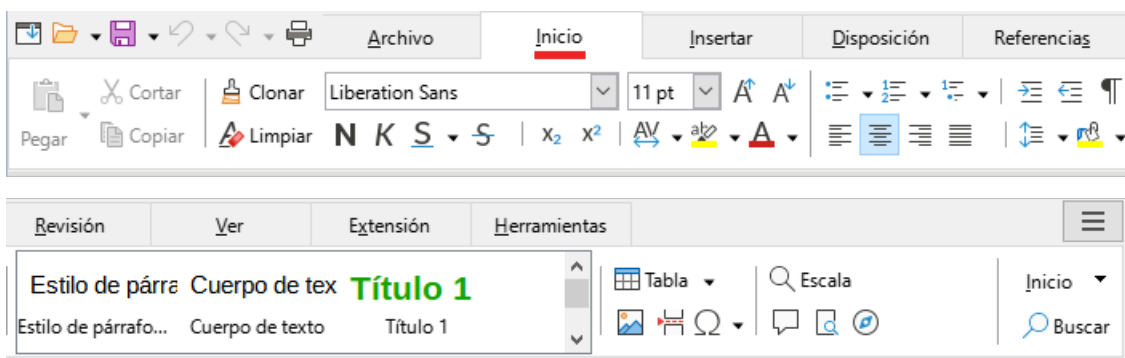 Archivo Inicio Insertar Disposición Referencias
Cortar Clonar Liberation Sans 11 pt
Pegar Copiar Limpiar N K S S x₂ x² AV ab A
Revisión Ver Extensión Herramientas
Estilo de párra Cuerpo de tex Título 1 Tabla Escala Inicio
Estilo de párrafo... Cuerpo de texto Título 1 Ω Buscar